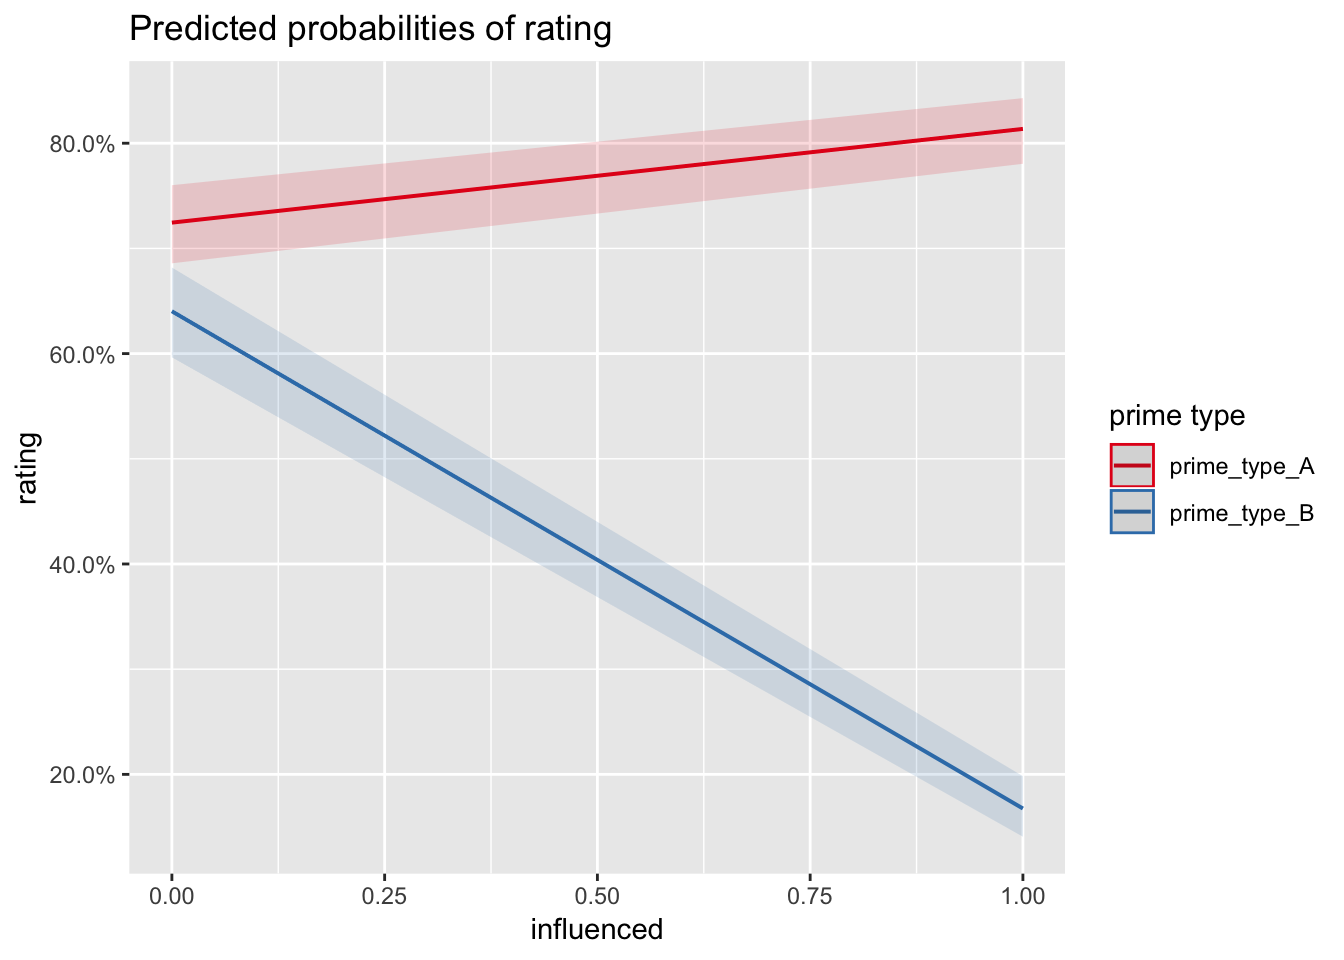 Predicted probabilities of rating
80.0%
60.0%
40.0%
20.0%
rating
0.00 0.25 0.50 0.75 1.00
influenced
prime type
prime_type_A
prime_type_B